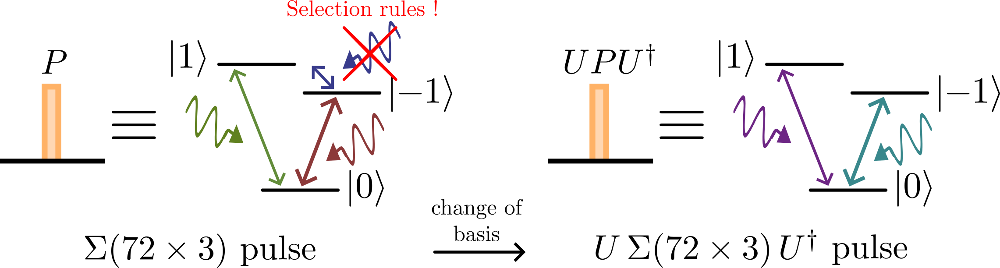 Selection rules !
P
≡
|1⟩
|−1⟩
|0⟩
UPU†
≡
|1⟩
|−1⟩
|0⟩
change of
basis
Σ(72 × 3) pulse
U Σ(72 × 3) U† pulse